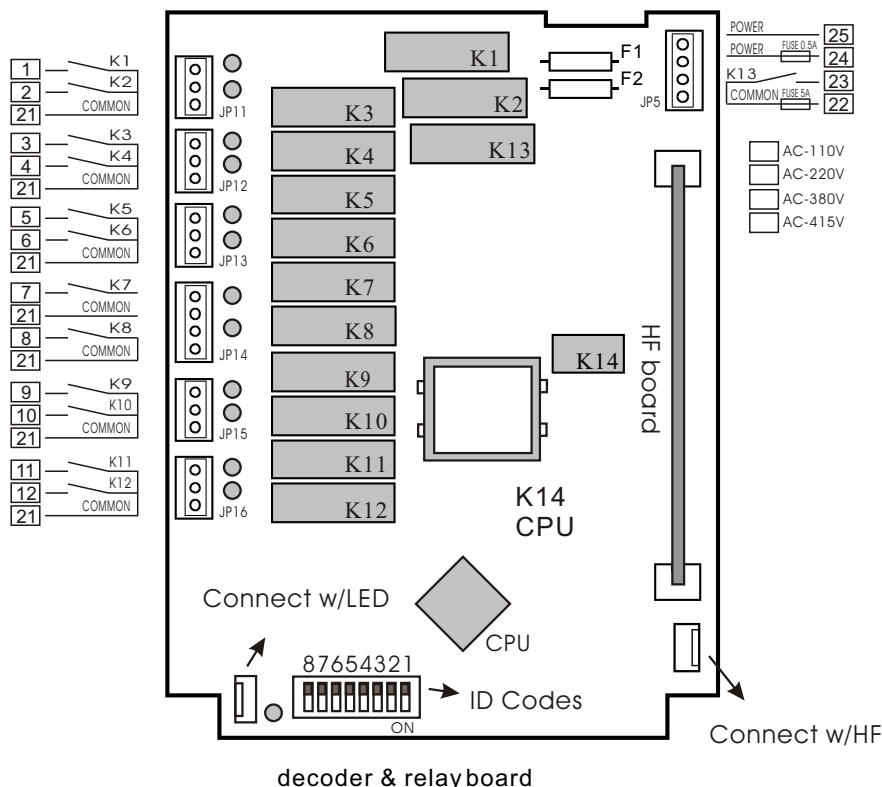 1 K1
2 K2
21 COMMON
JP11
3 K3
4 K4
21 COMMON
JP12
5 K5
6 K6
21 COMMON
JP13
7 K7
21 COMMON
8 K8
21
JP14
9 K9
10 K10
21 COMMON
JP15
11 K11
12 K12
21 COMMON
JP16
K1
K2
K13
K3
K4
K5
K6
K7
K8
K9
K10
K11
K12
F1
F2
JP5
POWER 25
POWER FUSE 0.5A 24
K13 23
COMMON FUSE 5A 22
AC-110V
AC-220V
AC-380V
AC-415V
K14
HF board
K14
CPU
CPU
Connect w/LED
87654321
ID Codes
ON
Connect w/HF
decoder & relay board